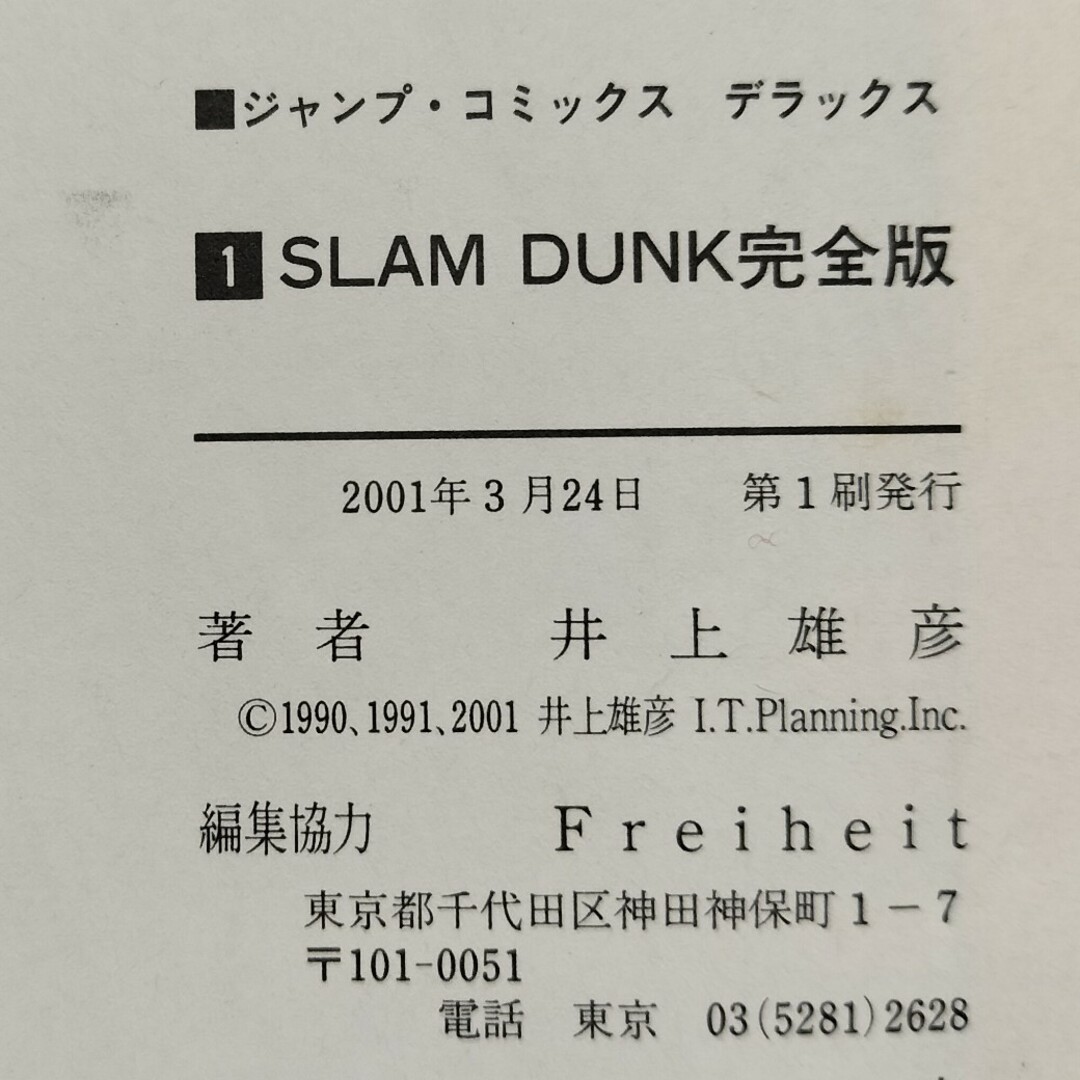 ■ジャンプ・コミックス デラックス
1 SLAM DUNK完全版
2001年3月24日 第1刷発行
著者 井上雄彦
©1990、1991、2001 井上雄彦 I.T.Planning.Inc.
編集協力 Freiheit
東京都千代田区神田神保町1-7
〒101-0051
電話 東京 03(5281)2628